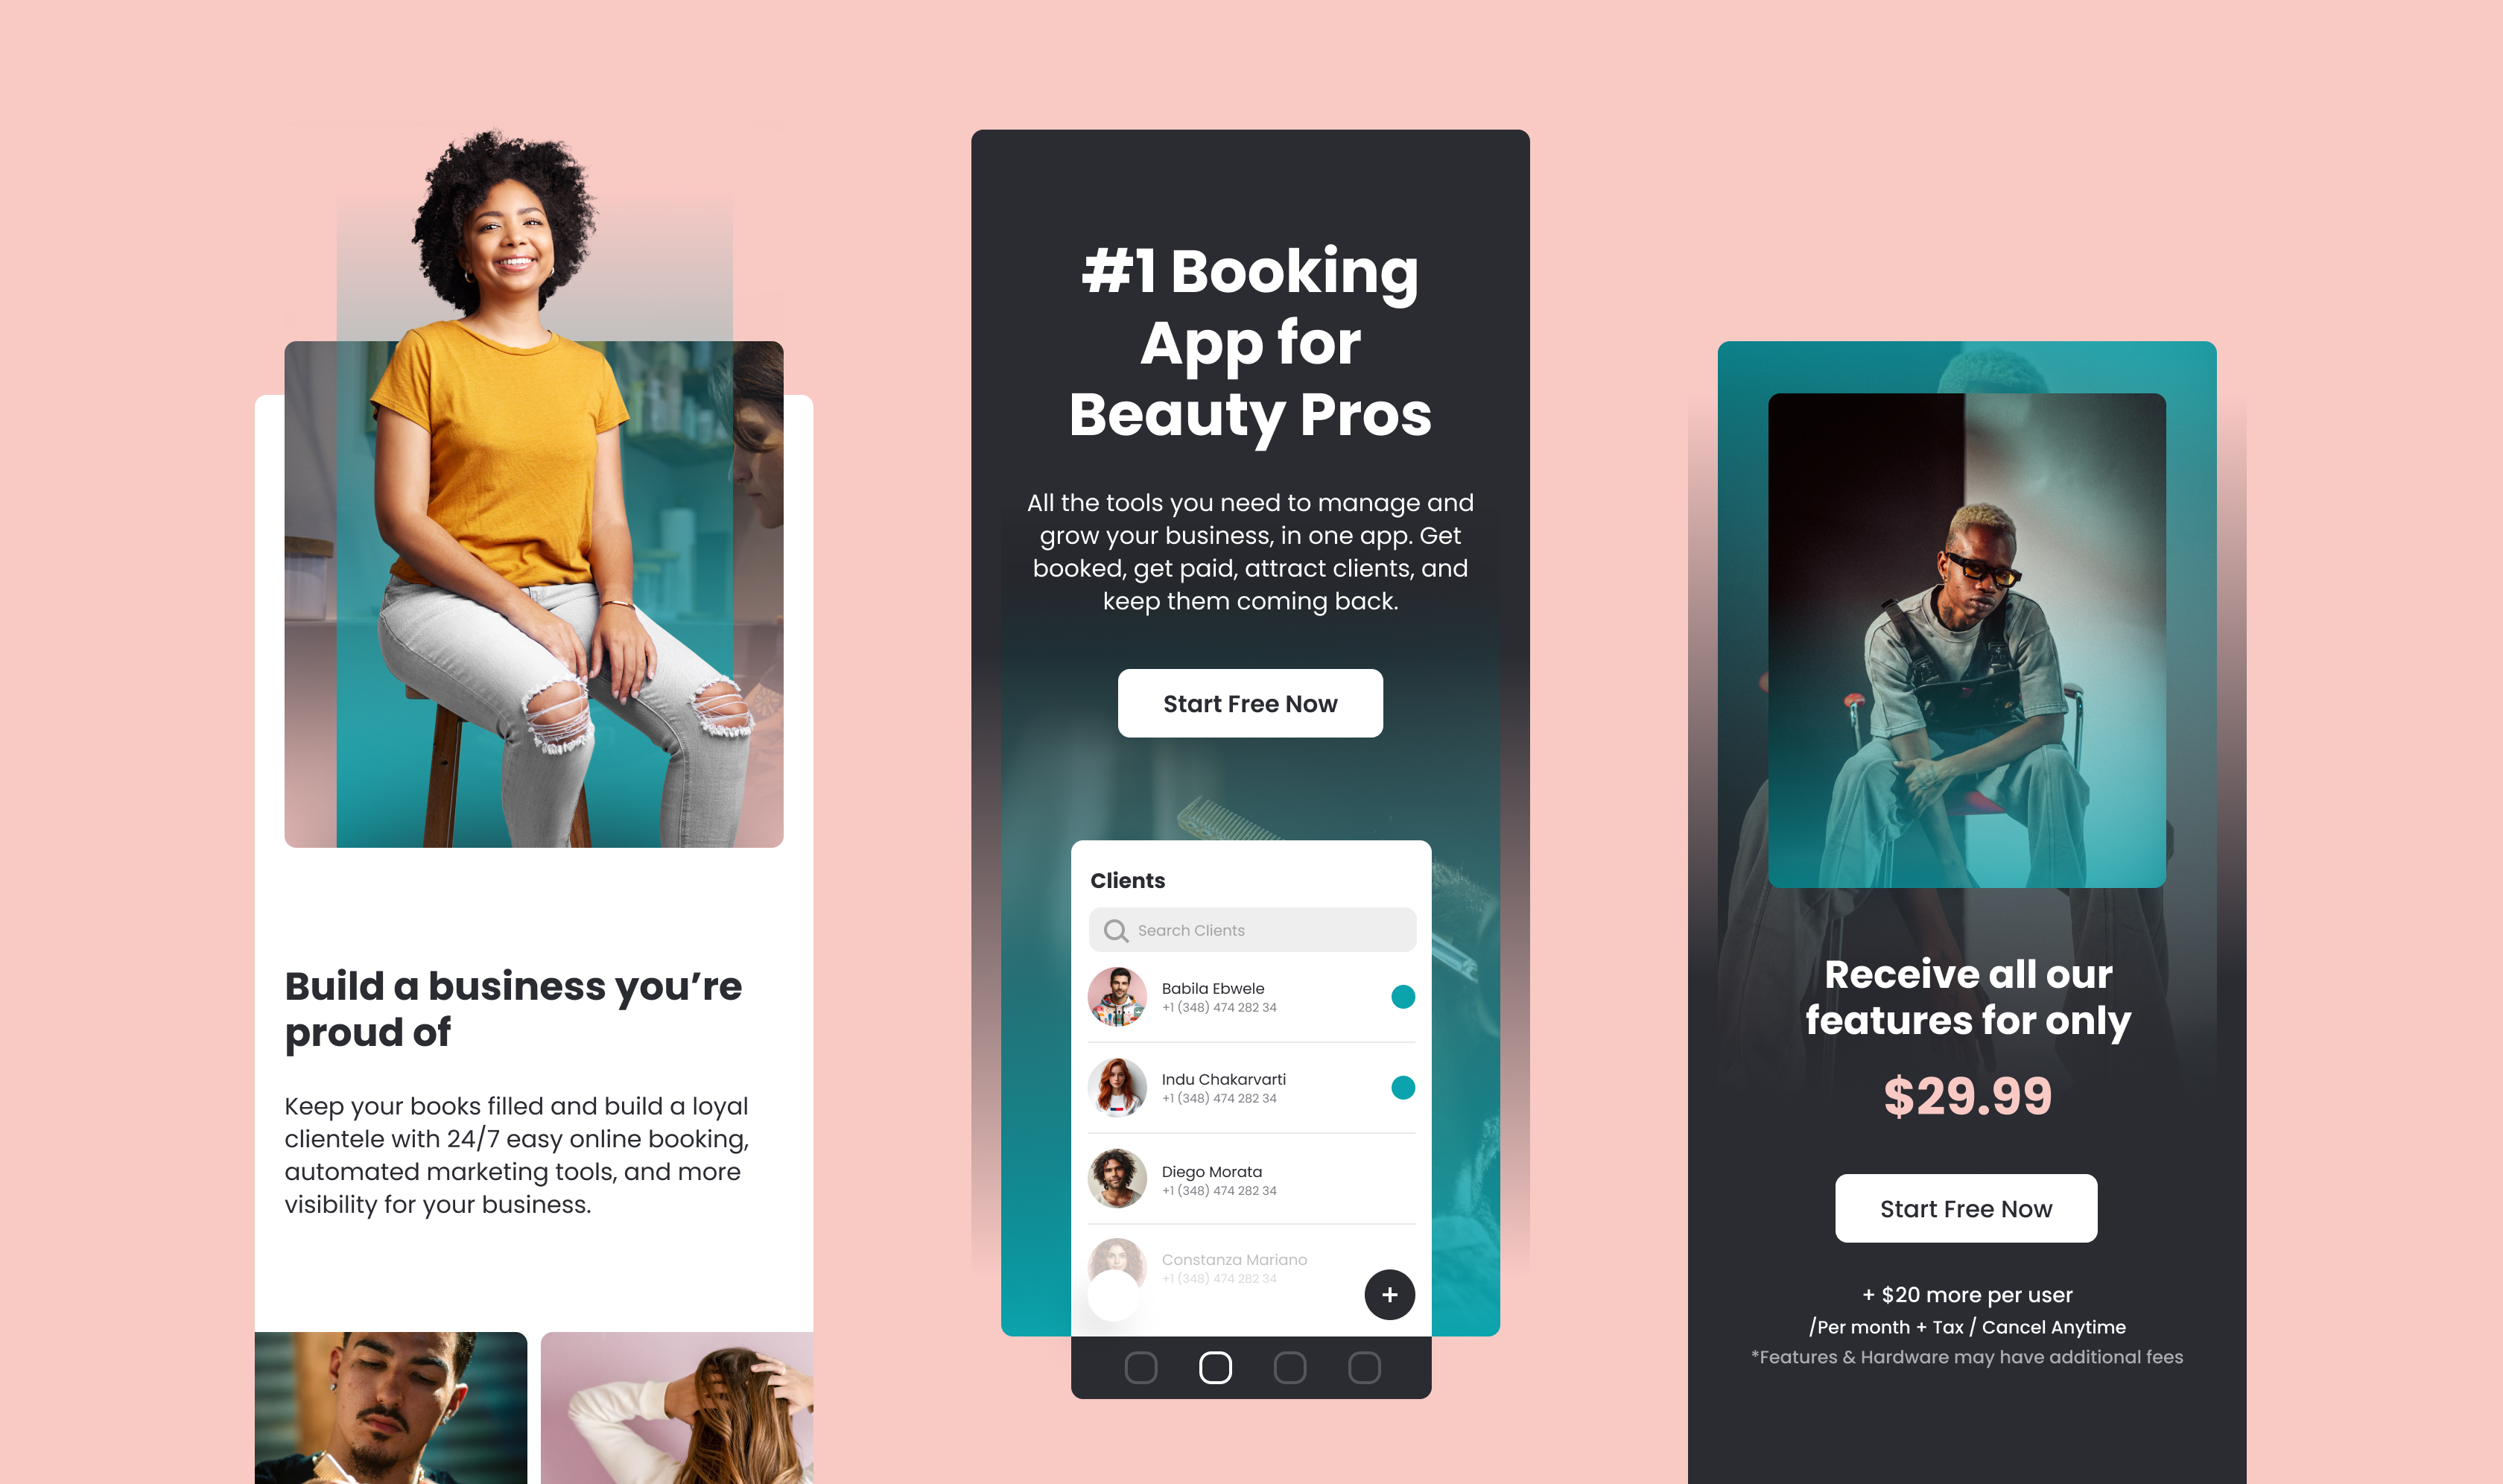 Build a business you’re
proud of
Keep your books filled and build a loyal
clientele with 24/7 easy online booking,
automated marketing tools, and more
visibility for your business.
#1 Booking
App for
Beauty Pros
All the tools you need to manage and
grow your business, in one app. Get
booked, get paid, attract clients, and
keep them coming back.
Start Free Now
Clients
Search Clients
Babila Ebwele
+1 (348) 474 282 34
Indu Chakarvarti
+1 (348) 474 282 34
Diego Morata
+1 (348) 474 282 34
Constanza Mariano
+1 (348) 474 282 34
+
Receive all our
features for only
$29.99
Start Free Now
+ $20 more per user
/Per month + Tax / Cancel Anytime
*Features & Hardware may have additional fees